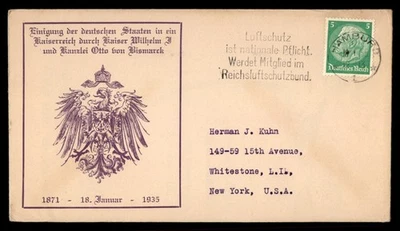 Einigung der deutschen Staaten in ein
Kaiserreich durch Kaiser Wilhelm I
und Kanzler Otto von Bismarck
1871 - 18. Januar - 1935
Luftschutz
ist nationale Pflicht.
Werdet Mitglied im
Reichsluftschutzbund.
HAMBURG
5 5
Deutsches Reich
Herman J. Kuhn
149-59 15th Avenue,
Whitestone, L.I.,
New York, U.S.A.